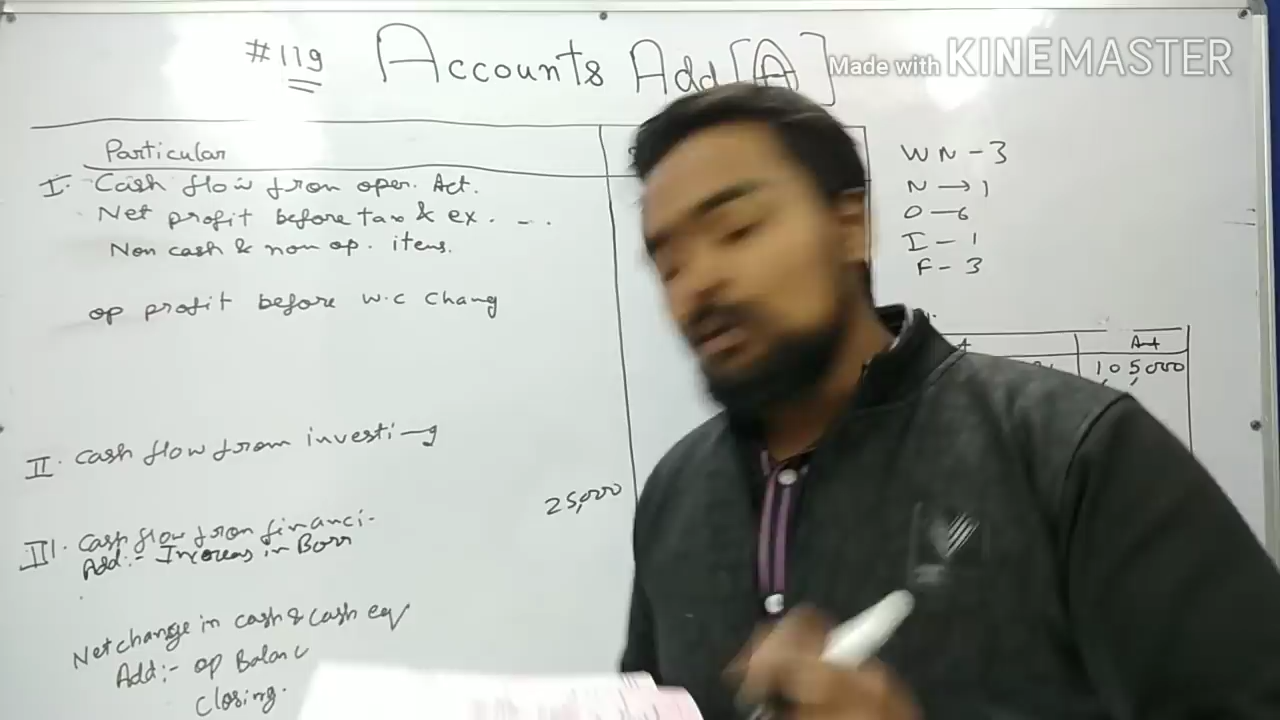 #119 Accounts Add [A]
Made with KINEMASTER
Particular
I. Cash flow from oper. Act.
Net profit before tax & ex. ...
Non cash & non op. items.
op profit before w.c Chang
II. Cash flow from investi-g
25,000
III. Cash flow from financi-
Add:- Increas in Borr
Net change in cash & cash eq
Add:- op Balanc
Closing.
WN - 3
N → 1
O - 6
I - 1
F - 3
Amt
105,000